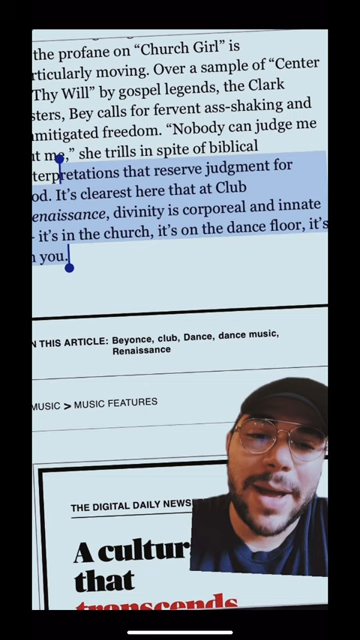 the profane on “Church Girl” is
rticularly moving. Over a sample of “Center
Thy Will” by gospel legends, the Clark
sters, Bey calls for fervent ass-shaking and
mitigated freedom. “Nobody can judge me
ut me,” she trills in spite of biblical
terpretations that reserve judgment for
od. It’s clearest here that at Club
enaissance, divinity is corporeal and innate
- it’s in the church, it’s on the dance floor, it’s
n you.
N THIS ARTICLE: Beyonce, club, Dance, dance music,
Renaissance
MUSIC > MUSIC FEATURES
THE DIGITAL DAILY NEWS
A cultur
that
transcends